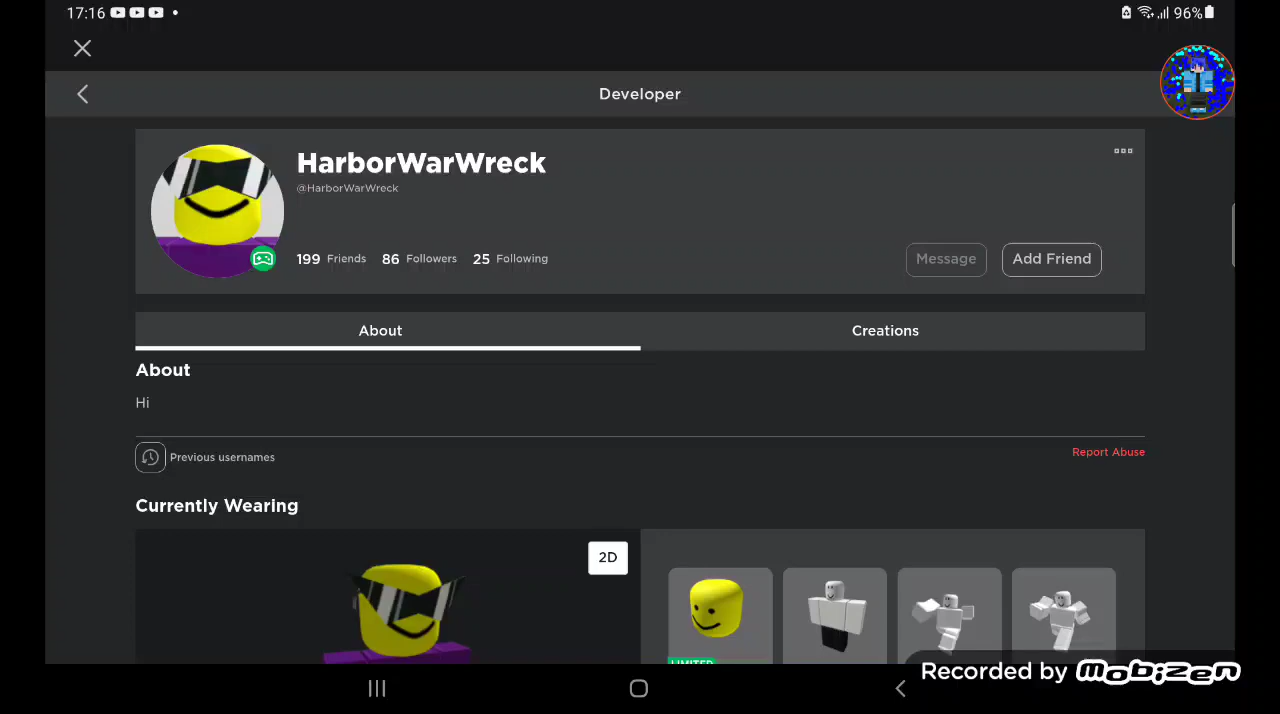 17:16
96%
Developer
HarborWarWreck
@HarborWarWreck
199 Friends 86 Followers 25 Following
Message
Add Friend
About
Creations
About
Hi
Previous usernames
Report Abuse
Currently Wearing
2D
LIMITED
Recorded by mobizen